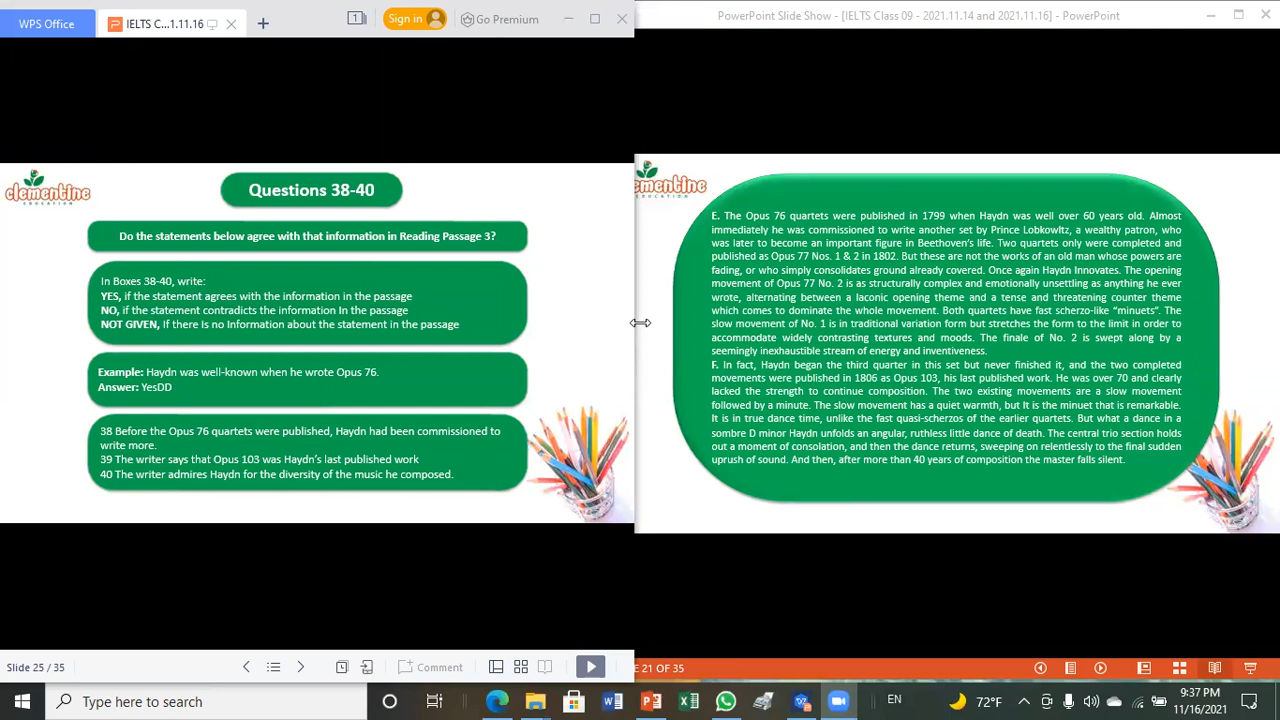 WPS Office
IELTS C...1.11.16
1
Sign in
Go Premium
PowerPoint Slide Show - [IELTS Class 09 - 2021.11.14 and 2021.11.16] - PowerPoint
clementine
EDUCATION
Questions 38-40
Do the statements below agree with that information in Reading Passage 3?
In Boxes 38-40, write:
YES, if the statement agrees with the information in the passage
NO, if the statement contradicts the information In the passage
NOT GIVEN, If there Is no Information about the statement in the passage
Example: Haydn was well-known when he wrote Opus 76.
Answer: YesDD
38 Before the Opus 76 quartets were published, Haydn had been commissioned to
write more.
39 The writer says that Opus 103 was Haydn's last published work
40 The writer admires Haydn for the diversity of the music he composed.
ementine
EDUCATION
E. The Opus 76 quartets were published in 1799 when Haydn was well over 60 years old. Almost
immediately he was commissioned to write another set by Prince Lobkowltz, a wealthy patron, who
was later to become an important figure in Beethoven's life. Two quartets only were completed and
published as Opus 77 Nos. 1 & 2 in 1802. But these are not the works of an old man whose powers are
fading, or who simply consolidates ground already covered. Once again Haydn Innovates. The opening
movement of Opus 77 No. 2 is as structurally complex and emotionally unsettling as anything he ever
wrote, alternating between a laconic opening theme and a tense and threatening counter theme
which comes to dominate the whole movement. Both quartets have fast scherzo-like "minuets". The
slow movement of No. 1 is in traditional variation form but stretches the form to the limit in order to
accommodate widely contrasting textures and moods. The finale of No. 2 is swept along by a
seemingly inexhaustible stream of energy and inventiveness.
F. In fact, Haydn began the third quarter in this set but never finished it, and the two completed
movements were published in 1806 as Opus 103, his last published work. He was over 70 and clearly
lacked the strength to continue composition. The two existing movements are a slow movement
followed by a minute. The slow movement has a quiet warmth, but It is the minuet that is remarkable.
It is in true dance time, unlike the fast quasi-scherzos of the earlier quartets. But what a dance in a
sombre D minor Haydn unfolds an angular, ruthless little dance of death. The central trio section holds
out a moment of consolation, and then the dance returns, sweeping on relentlessly to the final sudden
uprush of sound. And then, after more than 40 years of composition the master falls silent.
Slide 25 / 35
Comment
E 21 OF 35
Type here to search
EN
72°F
9:37 PM
11/16/2021